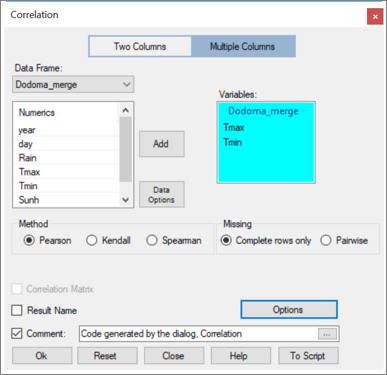 Correlation
Two Columns
Multiple Columns
Data Frame:
Dodoma_merge
Variables:
Numerics
year
day
Rain
Tmax
Tmin
Sunh
Add
Data Options
Dodoma_merge
Tmax
Tmin
Method
Pearson
Kendall
Spearman
Missing
Complete rows only
Pairwise
Correlation Matrix
Result Name
Options
Comment:
Code generated by the dialog, Correlation
...
Ok
Reset
Close
Help
To Script